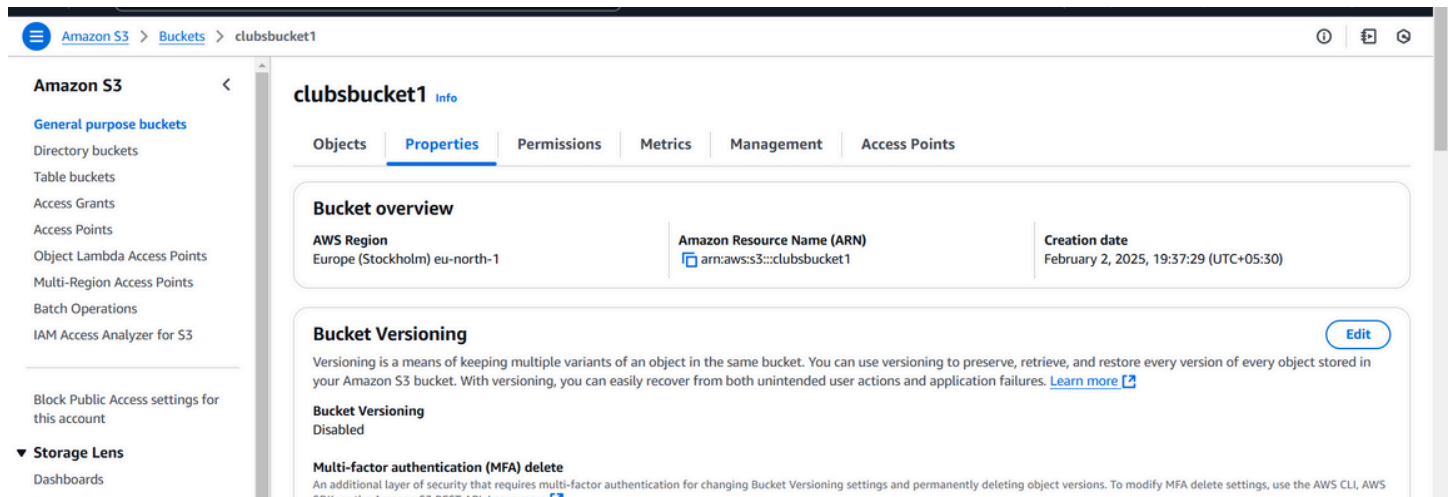 Amazon S3 > Buckets > clubsbucket1
Amazon S3
General purpose buckets
Directory buckets
Table buckets
Access Grants
Access Points
Object Lambda Access Points
Multi-Region Access Points
Batch Operations
IAM Access Analyzer for S3
Block Public Access settings for
this account
Storage Lens
Dashboards
clubsbucket1 Info
Objects Properties Permissions Metrics Management Access Points
Bucket overview
AWS Region
Europe (Stockholm) eu-north-1
Amazon Resource Name (ARN)
arn:aws:s3:::clubsbucket1
Creation date
February 2, 2025, 19:37:29 (UTC+05:30)
Bucket Versioning
Edit
Versioning is a means of keeping multiple variants of an object in the same bucket. You can use versioning to preserve, retrieve, and restore every version of every object stored in
your Amazon S3 bucket. With versioning, you can easily recover from both unintended user actions and application failures. Learn more
Bucket Versioning
Disabled
Multi-factor authentication (MFA) delete
An additional layer of security that requires multi-factor authentication for changing Bucket Versioning settings and permanently deleting object versions. To modify MFA delete settings, use the AWS CLI, AWS